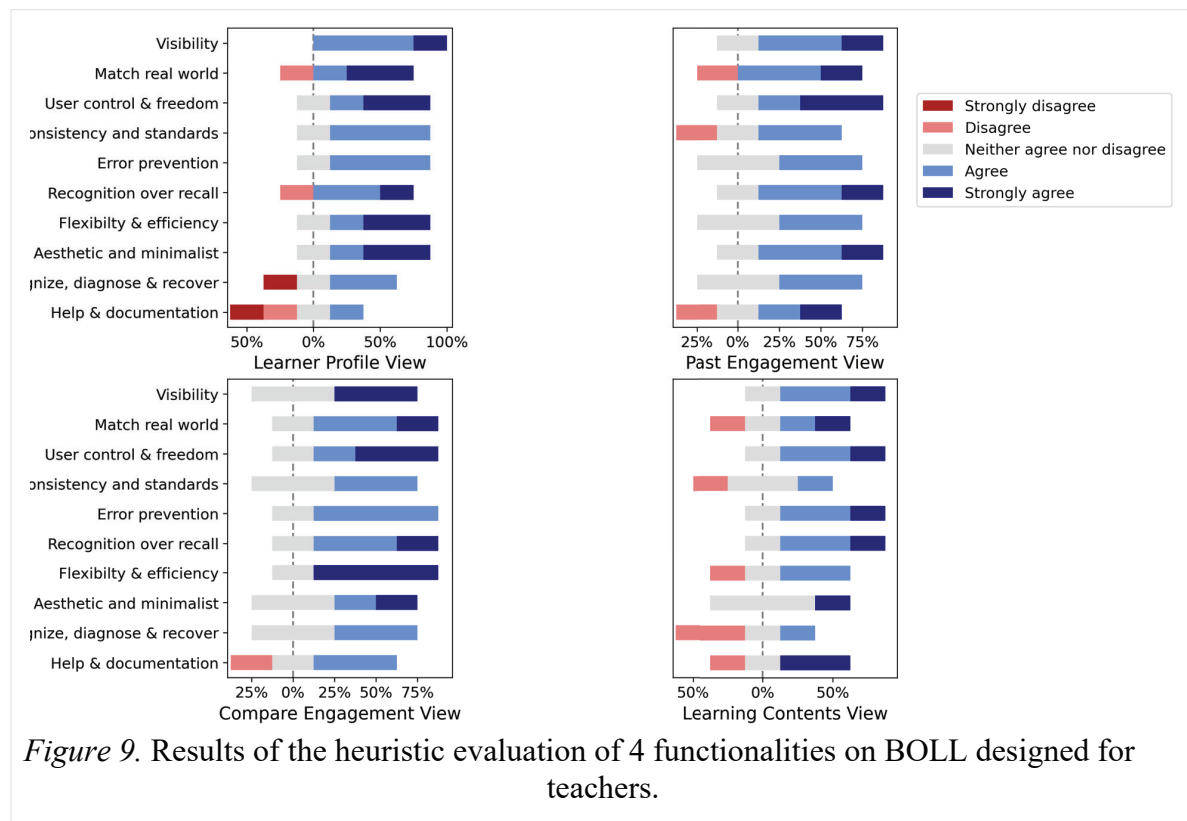 Visibility
Match real world
User control & freedom
onsistency and standards
Error prevention
Recognition over recall
Flexibilty & efficiency
Aesthetic and minimalist
gnize, diagnose & recover
Help & documentation
50% 0% 50% 100%
Learner Profile View
25% 0% 25% 50% 75%
Past Engagement View
Strongly disagree
Disagree
Neither agree nor disagree
Agree
Strongly agree
Visibility
Match real world
User control & freedom
onsistency and standards
Error prevention
Recognition over recall
Flexibilty & efficiency
Aesthetic and minimalist
gnize, diagnose & recover
Help & documentation
25% 0% 25% 50% 75%
Compare Engagement View
50% 0% 50%
Learning Contents View
Figure 9. Results of the heuristic evaluation of 4 functionalities on BOLL designed for
teachers.